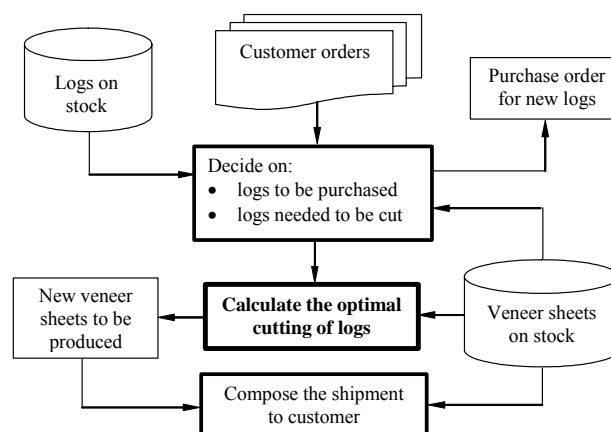 Customer orders
Logs on
stock
Purchase order
for new logs
Decide on:
• logs to be purchased
• logs needed to be cut
New veneer
sheets to be
produced
Calculate the optimal
cutting of logs
Veneer sheets
on stock
Compose the shipment
to customer